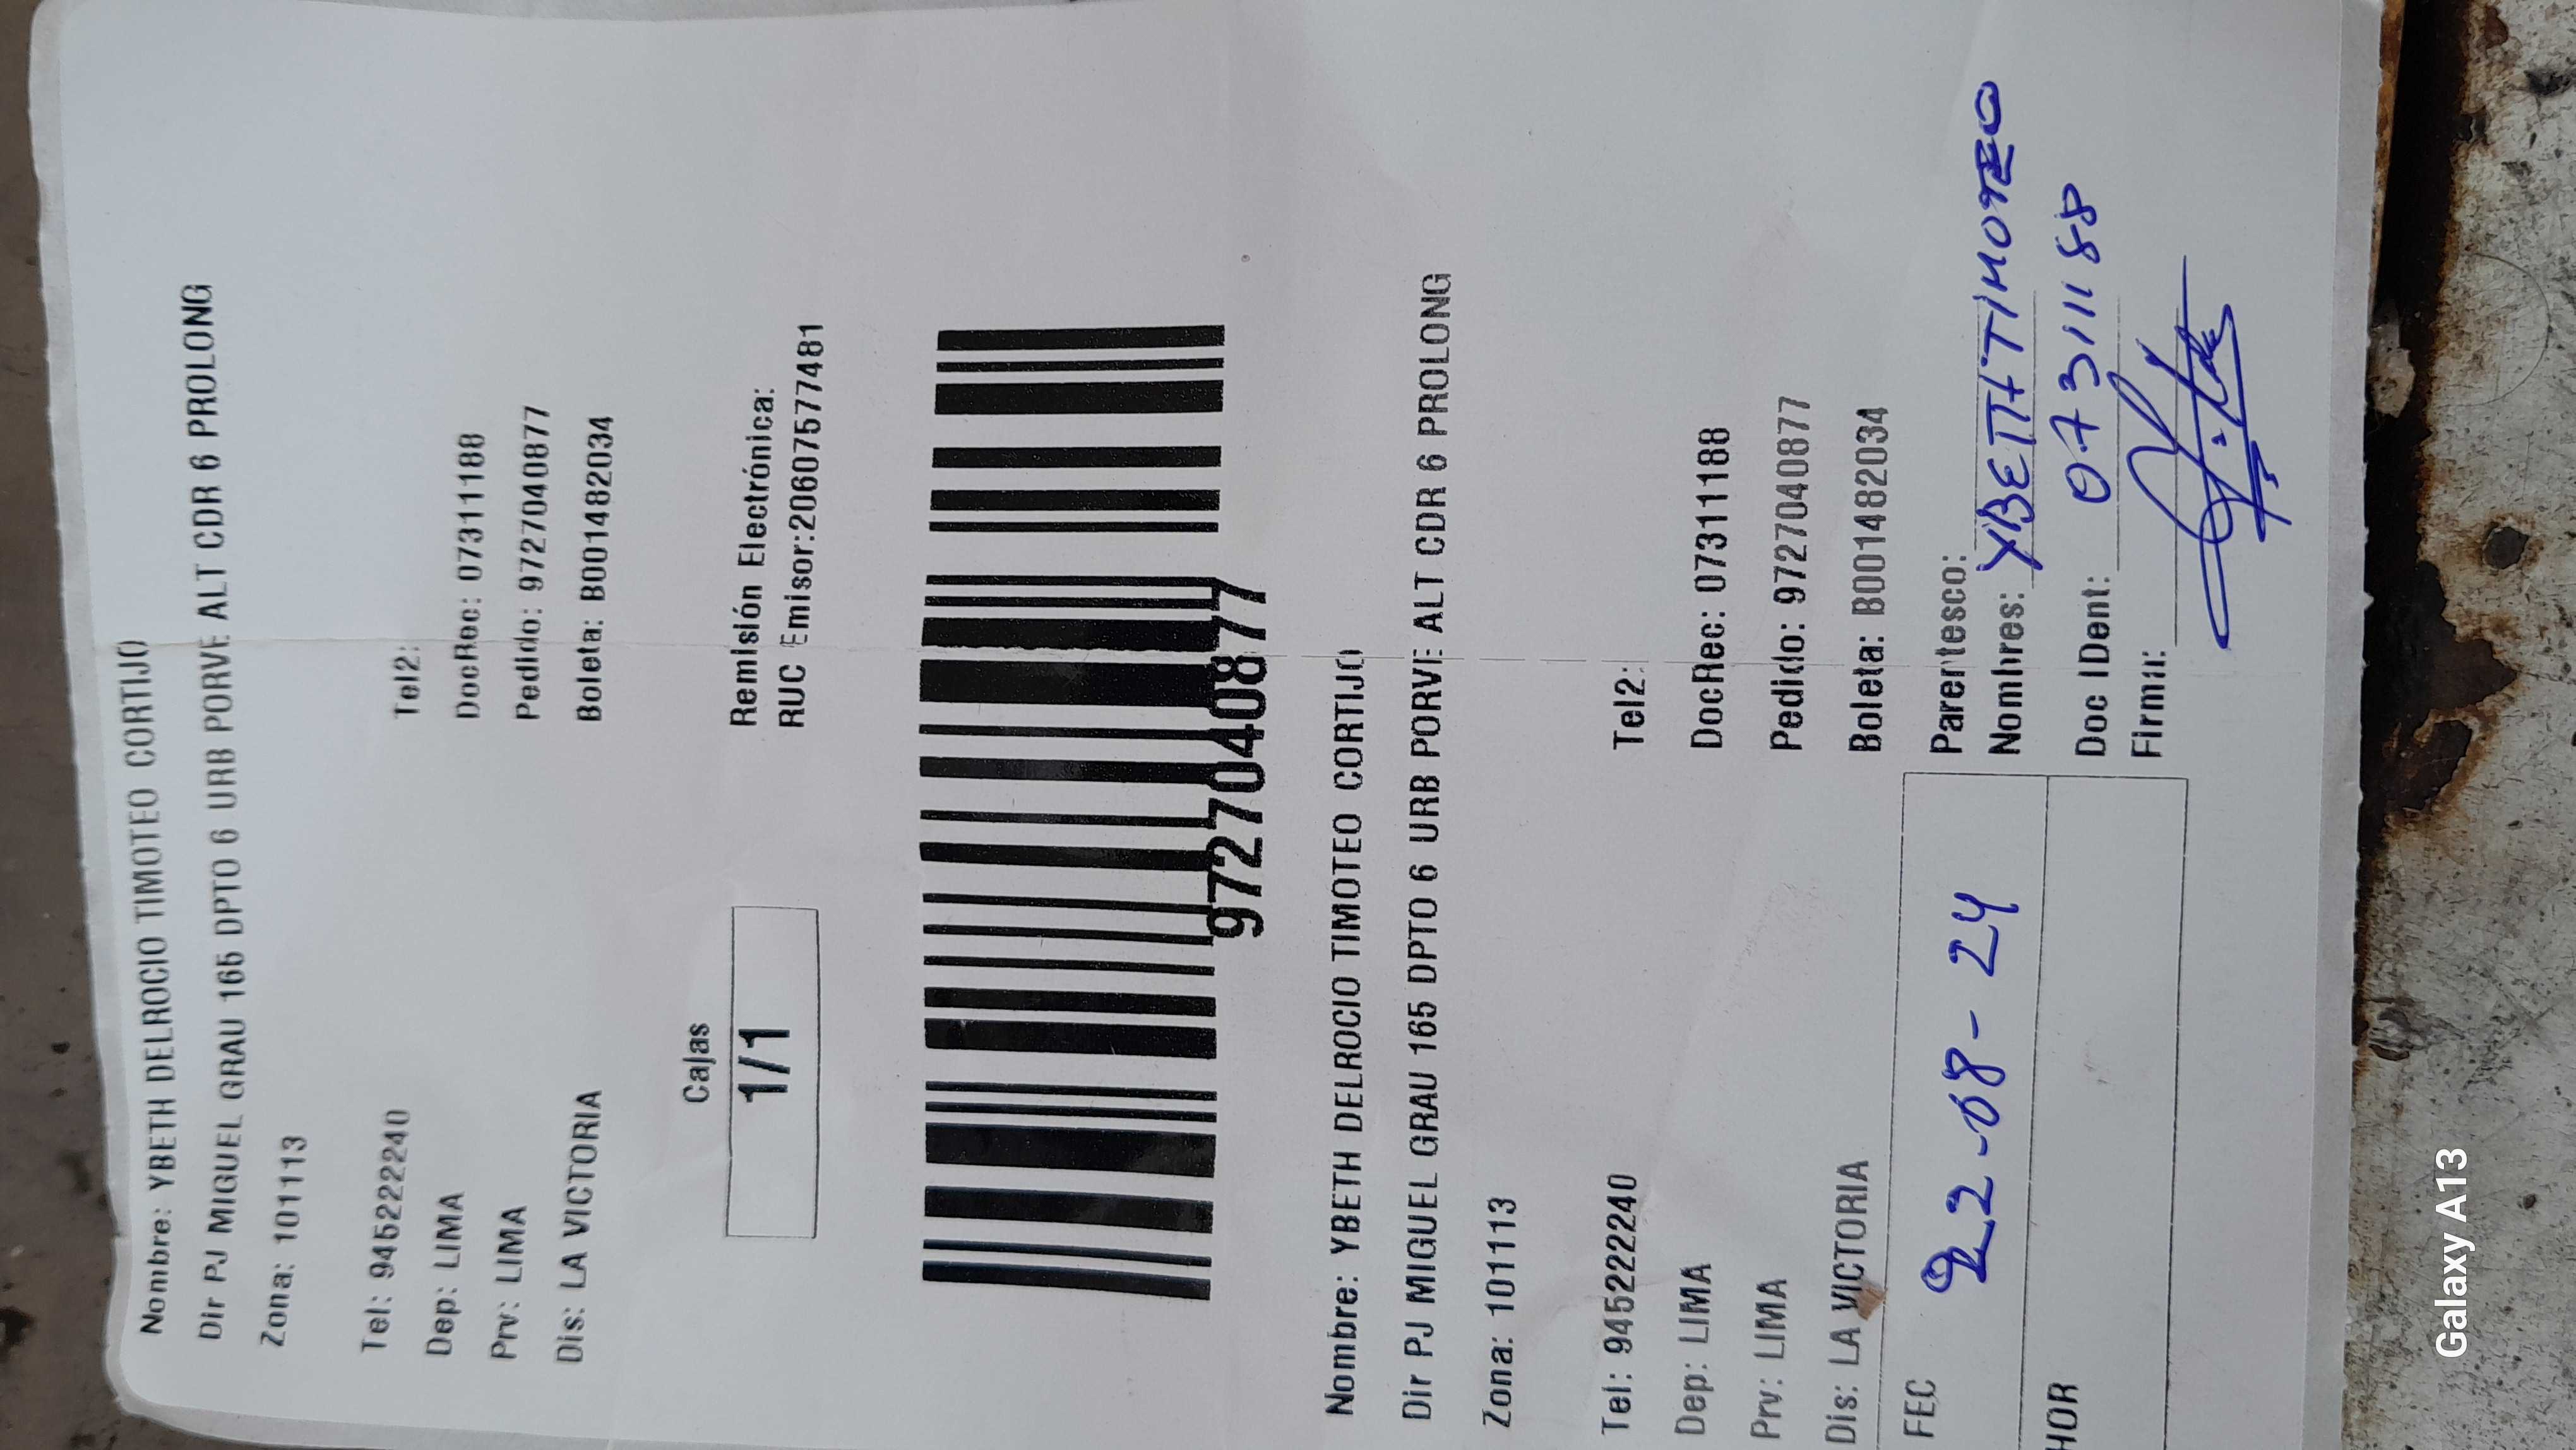 Nombre: YBETH DELROCIO TIMOTEO CORTIJO
Dir PJ MIGUEL GRAU 165 DPTO 6 URB PORVE ALT CDR 6 PROLONG
Zona: 101113
Tel: 945222240 Tel2:
Dep: LIMA DocRec: 07311188
Prv: LIMA Pedido: 9727040877
Dis: LA VICTORIA Boleta: B001482034
Cajas Remisión Electrónica:
1/1 RUC Emisor:20607577481
9727040877
Nombre: YBETH DELROCIO TIMOTEO CORTIJO
Dir PJ MIGUEL GRAU 165 DPTO 6 URB PORVE ALT CDR 6 PROLONG
Zona: 101113
Tel: 945222240 Tel2:
Dep: LIMA DocRec: 07311188
Prv: LIMA Pedido: 9727040877
Dis: LA VICTORIA Boleta: B001482034
FEC 22-08-24 Parentesco:
Nombres: YBETH TIMOTEO
HOR Doc IDent: 07311188
Firma:
Galaxy A13